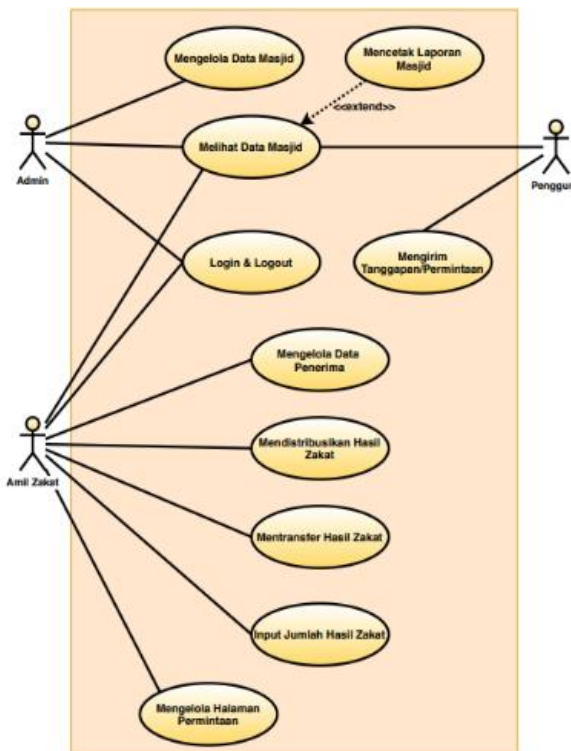 Mengelola Data Masjid
Mencetak Laporan
Masjid
<<extend>>
Admin
Melihat Data Masjid
Penggun
Login & Logout
Mengirim
Tanggapan/Permintaan
Mengelola Data
Penerima
Amil Zakat
Mendistribusikan Hasil
Zakat
Mentransfer Hasil Zakat
Input Jumlah Hasil Zakat
Mengelola Halaman
Permintaan